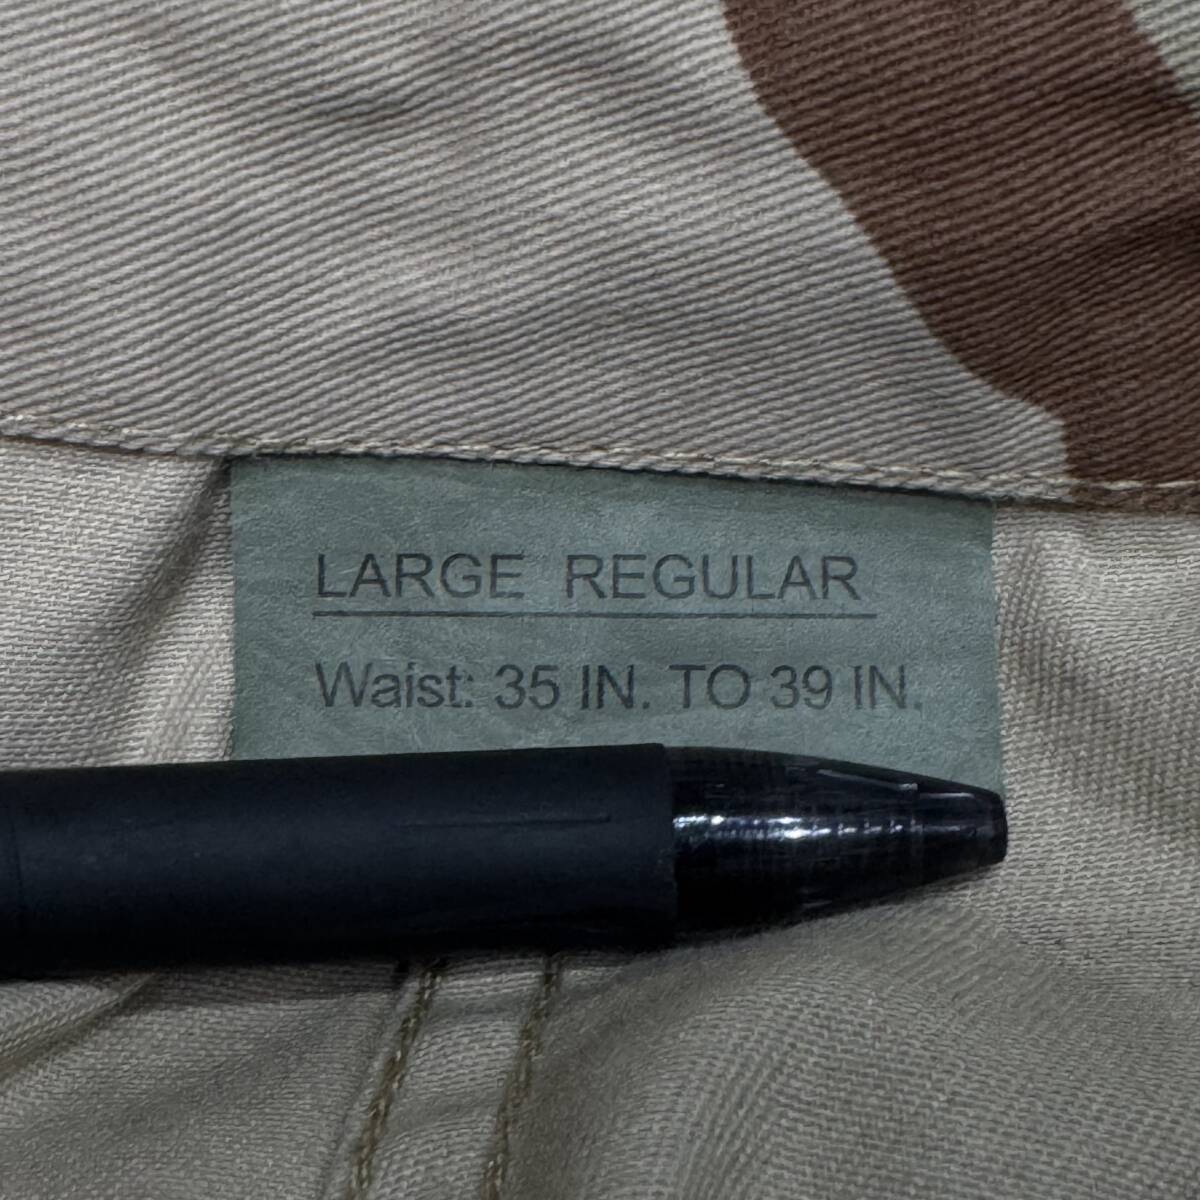 LARGE REGULAR
Waist: 35 IN. TO 39 IN.